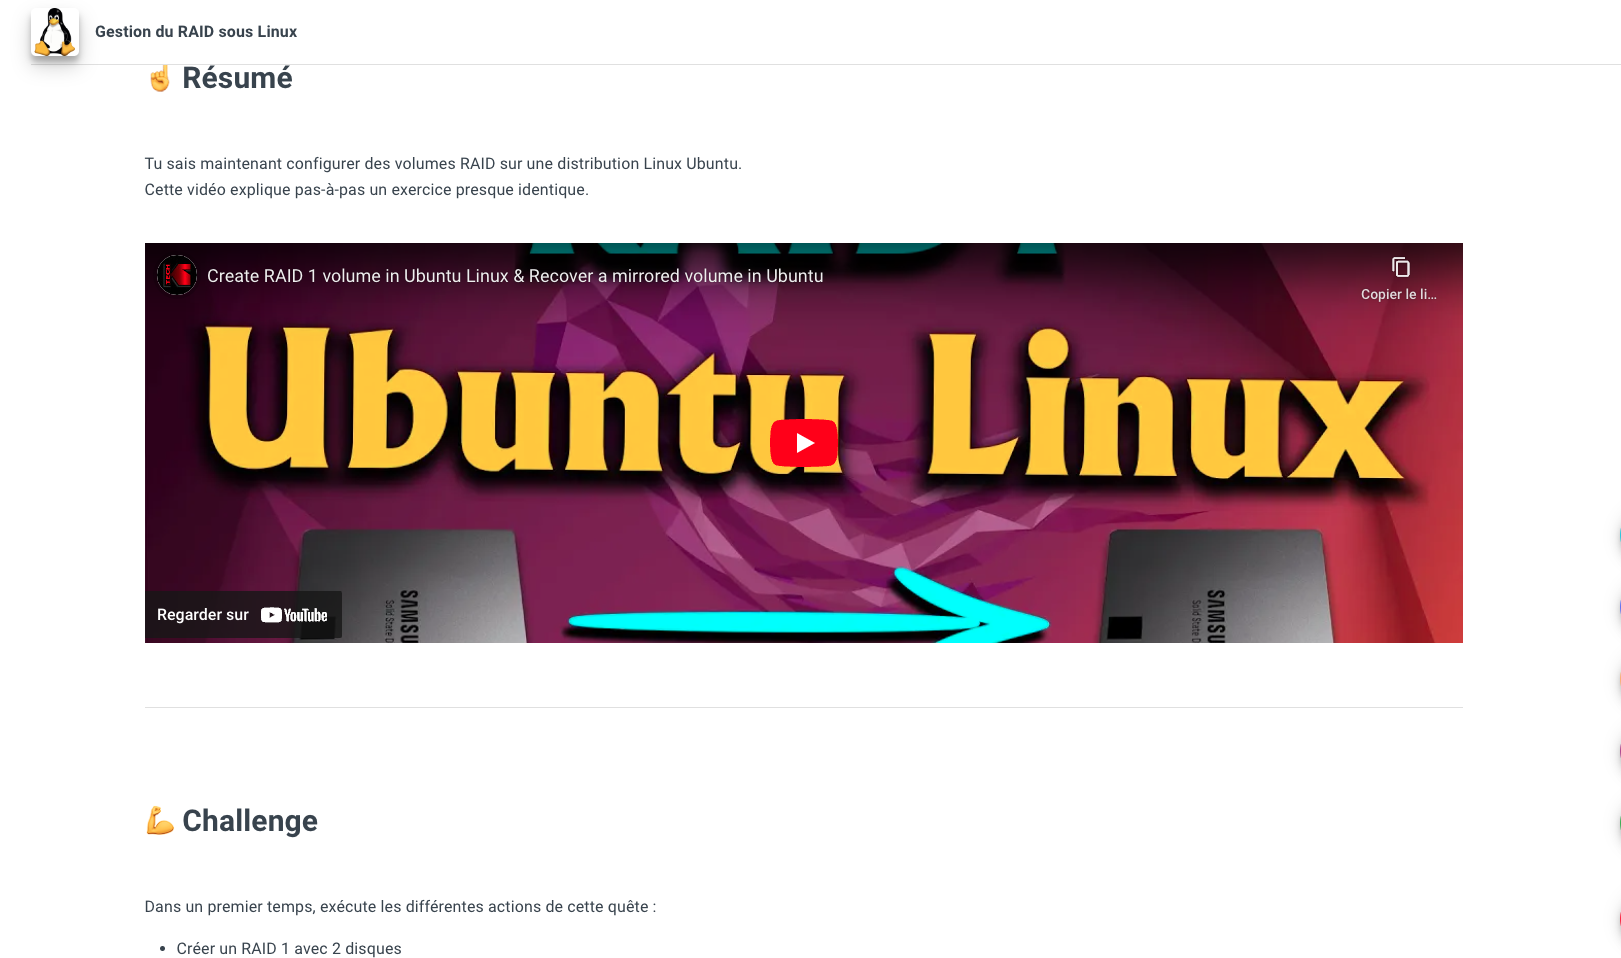 Gestion du RAID sous Linux
☝ Résumé
Tu sais maintenant configurer des volumes RAID sur une distribution Linux Ubuntu.
Cette vidéo explique pas-à-pas un exercice presque identique.
Create RAID 1 volume in Ubuntu Linux & Recover a mirrored volume in Ubuntu
Copier le li...
Ubuntu Linux
SAMSU
Solid State D
SAMSU
Solid State D
Regarder sur YouTube
💪 Challenge
Dans un premier temps, exécute les différentes actions de cette quête :
• Créer un RAID 1 avec 2 disques